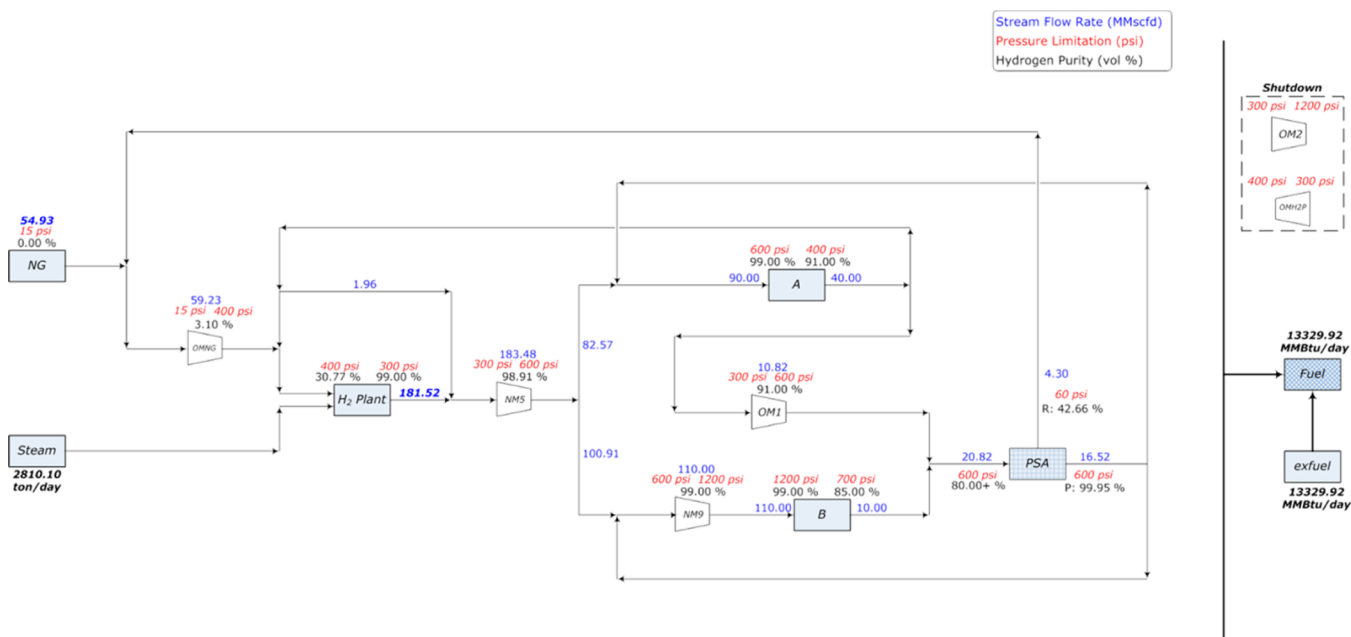 Stream Flow Rate (MMscfd)
Pressure Limitation (psi)
Hydrogen Purity (vol %)
Shutdown
300 psi 1200 psi
OM2
400 psi 300 psi
OMH2P
54.93
15 psi
0.00 %
NG
59.23
15 psi 400 psi
3.10 %
OMNG
1.96
400 psi 300 psi
30.77 % 99.00 %
H₂ Plant
181.52
183.48
300 psi 600 psi
98.91 %
NM5
82.57
100.91
600 psi 400 psi
99.00 % 91.00 %
90.00
A
40.00
10.82
300 psi 600 psi
91.00 %
OM1
110.00
600 psi 1200 psi
99.00 %
NM9
1200 psi 700 psi
99.00 % 85.00 %
110.00
B
10.00
4.30
60 psi
R: 42.66 %
20.82
600 psi
80.00+ %
PSA
16.52
600 psi
P: 99.95 %
Steam
2810.10
ton/day
13329.92
MMBtu/day
Fuel
exfuel
13329.92
MMBtu/day